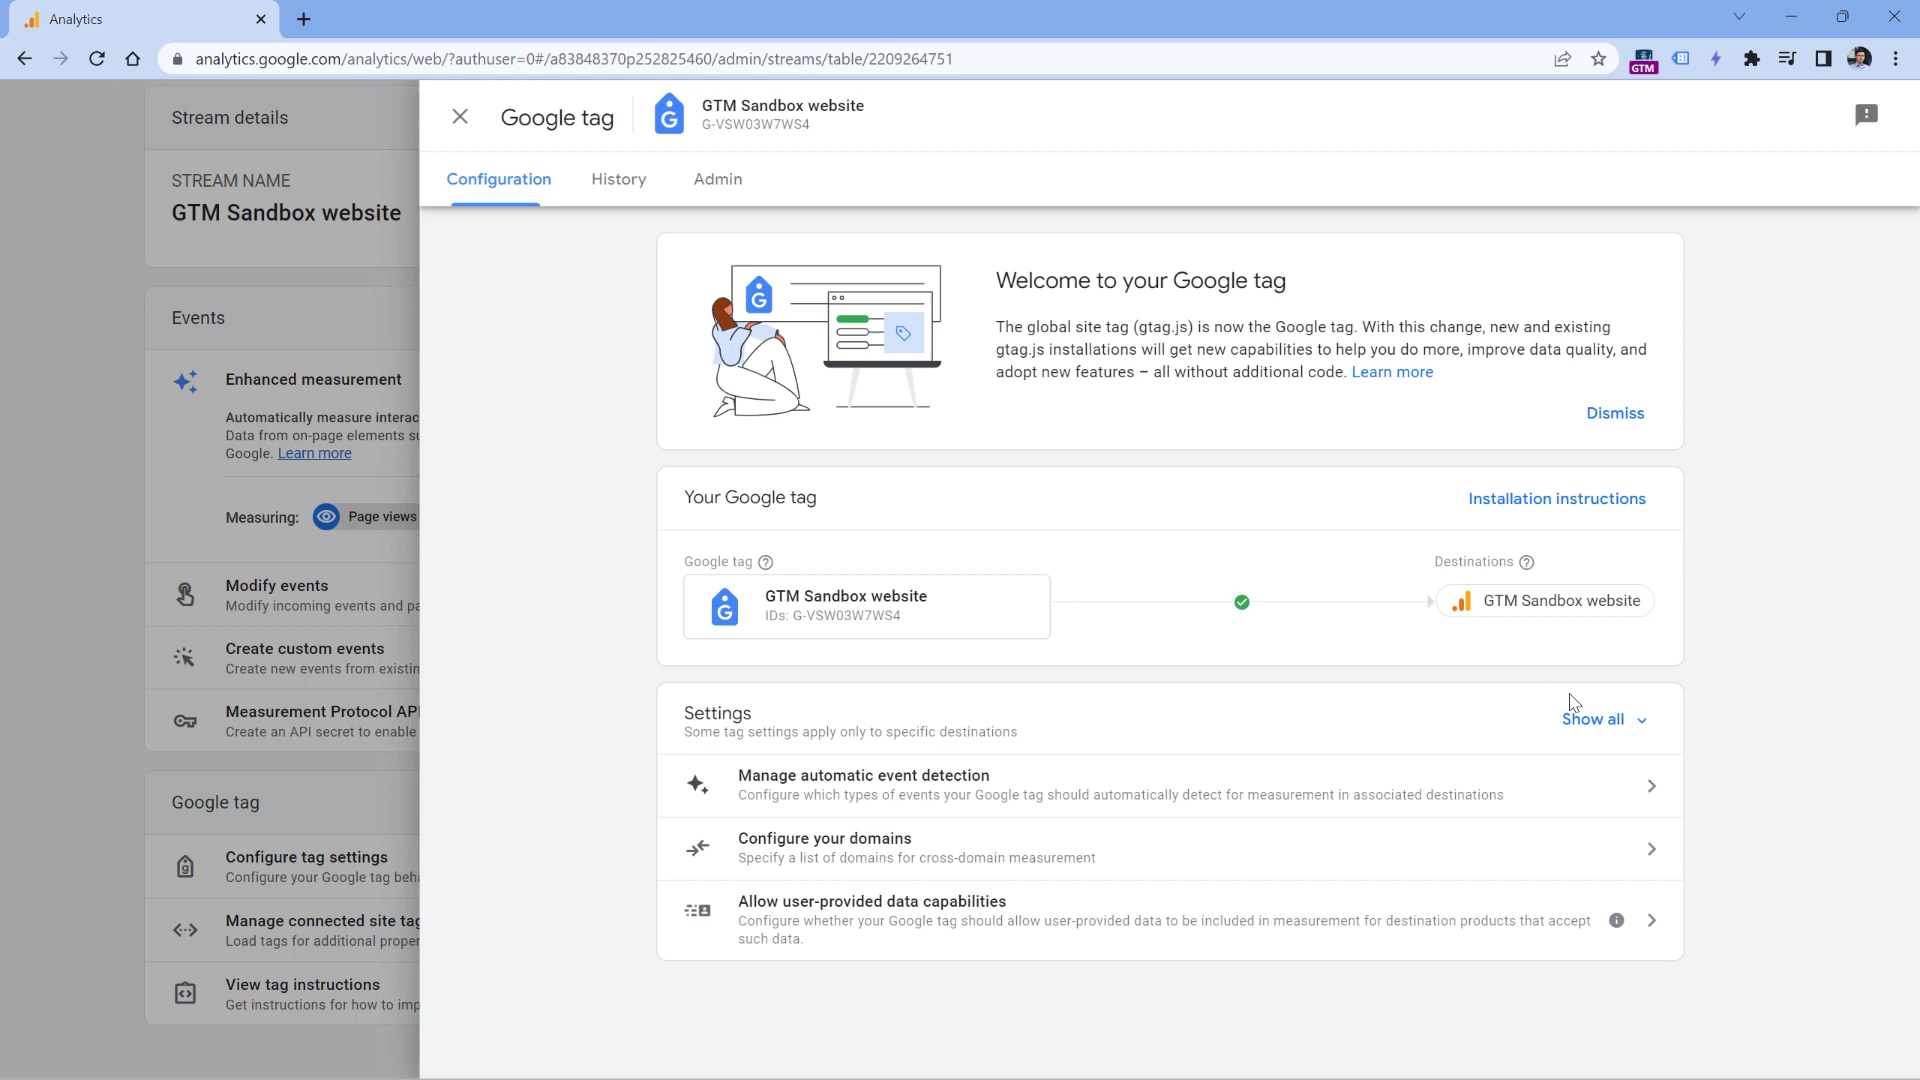 Analytics
analytics.google.com/analytics/web/?authuser=0#/a83848370p252825460/admin/streams/table/2209264751
GTM
Stream details
STREAM NAME
GTM Sandbox website
Events
Enhanced measurement
Automatically measure interac
Data from on-page elements su
Google. Learn more
Measuring: Page views
Modify events
Modify incoming events and pa
Create custom events
Create new events from existin
Measurement Protocol AP
Create an API secret to enable
Google tag
Configure tag settings
Configure your Google tag beha
Manage connected site tag
Load tags for additional proper
View tag instructions
Get instructions for how to imp
Google tag
GTM Sandbox website
G-VSW03W7WS4
Configuration
History
Admin
G
Welcome to your Google tag
The global site tag (gtag.js) is now the Google tag. With this change, new and existing
gtag.js installations will get new capabilities to help you do more, improve data quality, and
adopt new features – all without additional code. Learn more
Dismiss
Your Google tag
Installation instructions
Google tag
Destinations
GTM Sandbox website
IDs: G-VSW03W7WS4
GTM Sandbox website
Settings
Some tag settings apply only to specific destinations
Show all
Manage automatic event detection
Configure which types of events your Google tag should automatically detect for measurement in associated destinations
Configure your domains
Specify a list of domains for cross-domain measurement
Allow user-provided data capabilities
Configure whether your Google tag should allow user-provided data to be included in measurement for destination products that accept
such data.